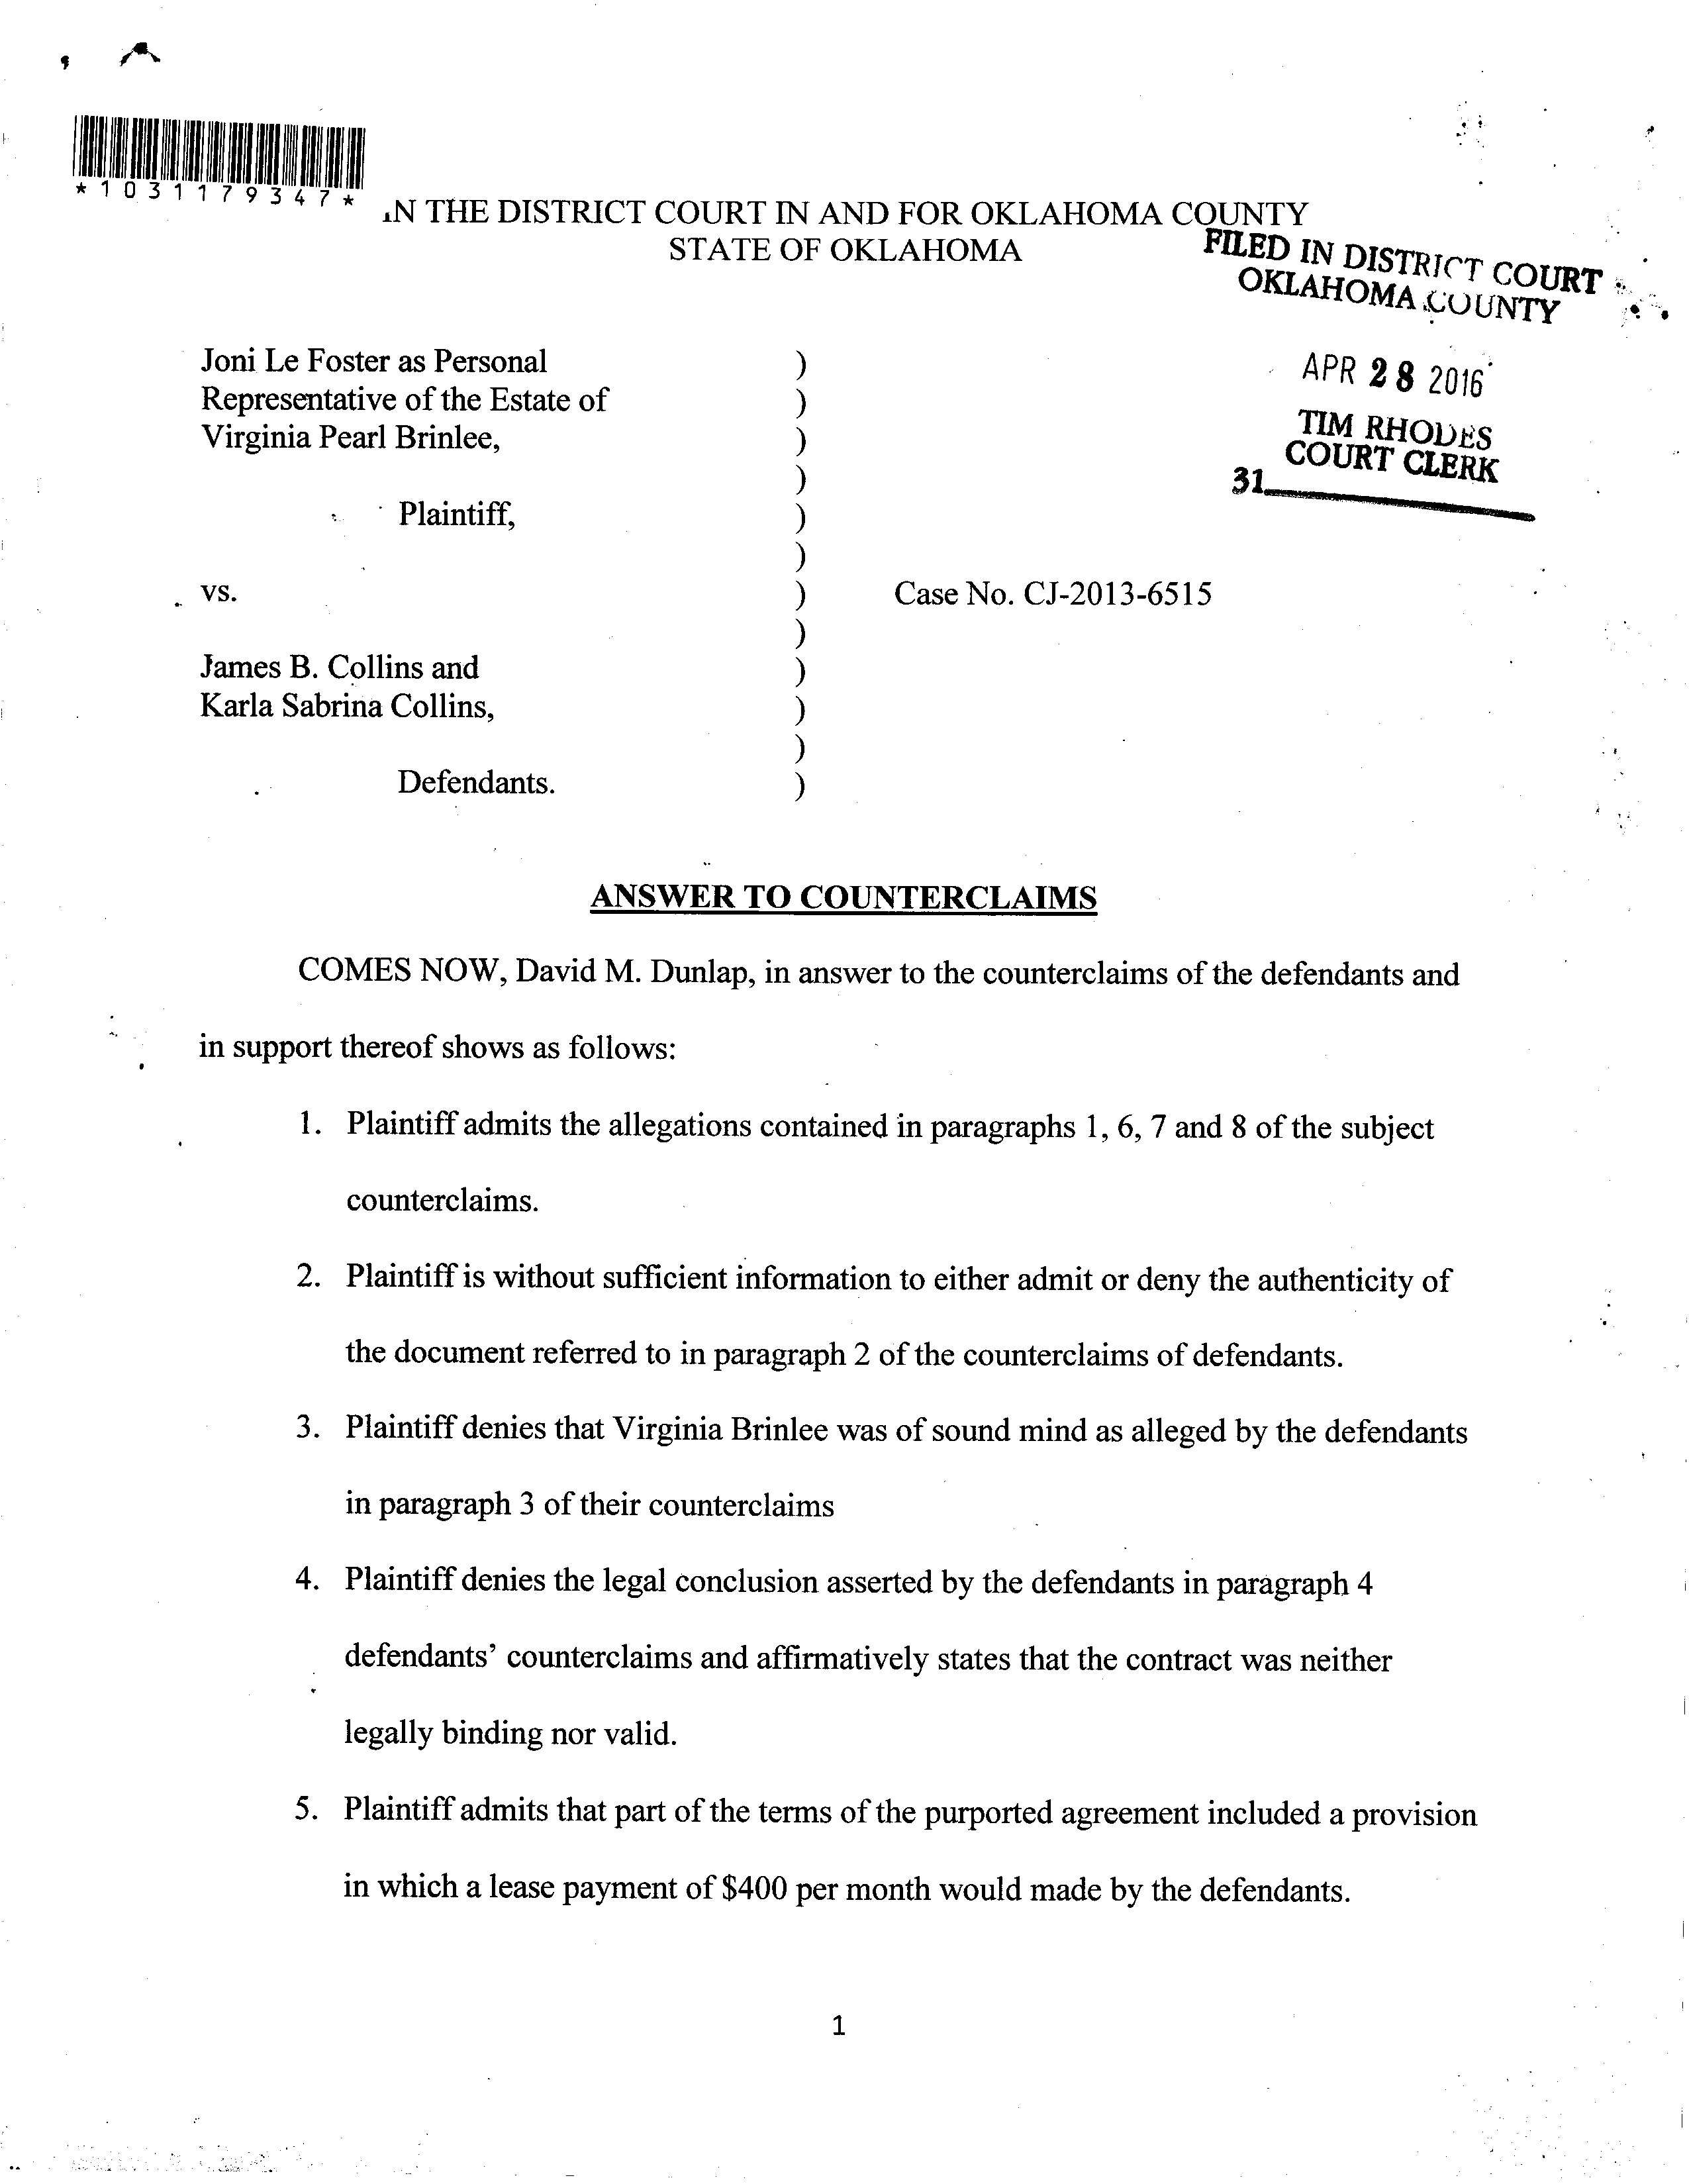 *1031179347*
IN THE DISTRICT COURT IN AND FOR OKLAHOMA COUNTY
STATE OF OKLAHOMA
FILED IN DISTRICT COURT
OKLAHOMA COUNTY
APR 28 2016
TIM RHODES
COURT CLERK
31
Joni Le Foster as Personal )
Representative of the Estate of )
Virginia Pearl Brinlee, )
)
Plaintiff, )
)
vs. ) Case No. CJ-2013-6515
)
James B. Collins and )
Karla Sabrina Collins, )
)
Defendants. )
ANSWER TO COUNTERCLAIMS
COMES NOW, David M. Dunlap, in answer to the counterclaims of the defendants and
in support thereof shows as follows:
1. Plaintiff admits the allegations contained in paragraphs 1, 6, 7 and 8 of the subject
counterclaims.
2. Plaintiff is without sufficient information to either admit or deny the authenticity of
the document referred to in paragraph 2 of the counterclaims of defendants.
3. Plaintiff denies that Virginia Brinlee was of sound mind as alleged by the defendants
in paragraph 3 of their counterclaims
4. Plaintiff denies the legal conclusion asserted by the defendants in paragraph 4
defendants' counterclaims and affirmatively states that the contract was neither
legally binding nor valid.
5. Plaintiff admits that part of the terms of the purported agreement included a provision
in which a lease payment of $400 per month would made by the defendants.
1